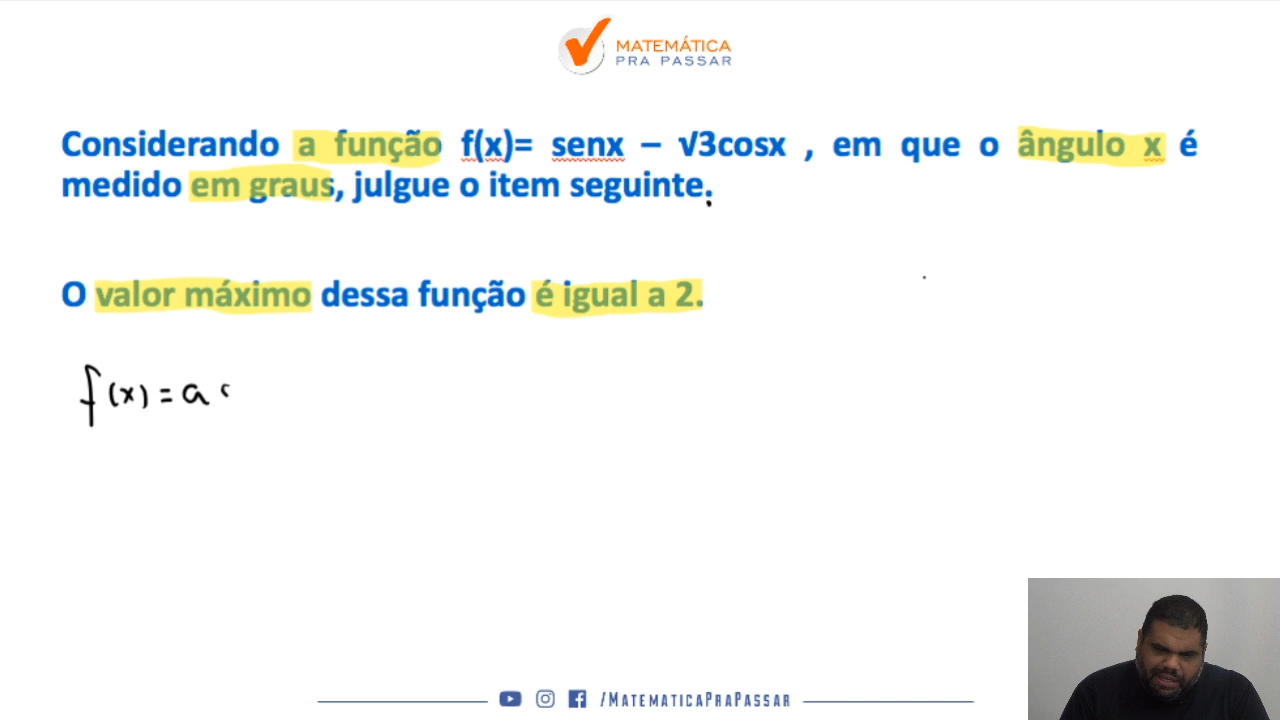 MATEMÁTICA
PRA PASSAR
Considerando a função f(x)= senx – √3cosx , em que o ângulo x é
medido em graus, julgue o item seguinte.
O valor máximo dessa função é igual a 2.
f(x) = a
/MATEMATICAPRAPASSAR